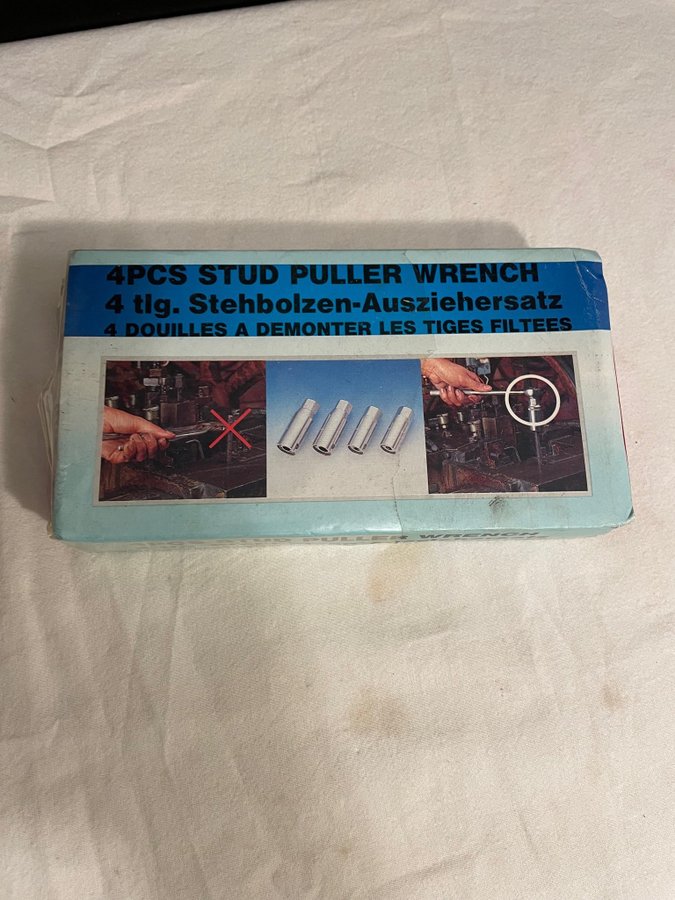 4PCS STUD PULLER WRENCH
4 tlg. Stehbolzen-Ausziehersatz
4 DOUILLES A DEMONTER LES TIGES FILTEES
STUD PULLER WRENCH